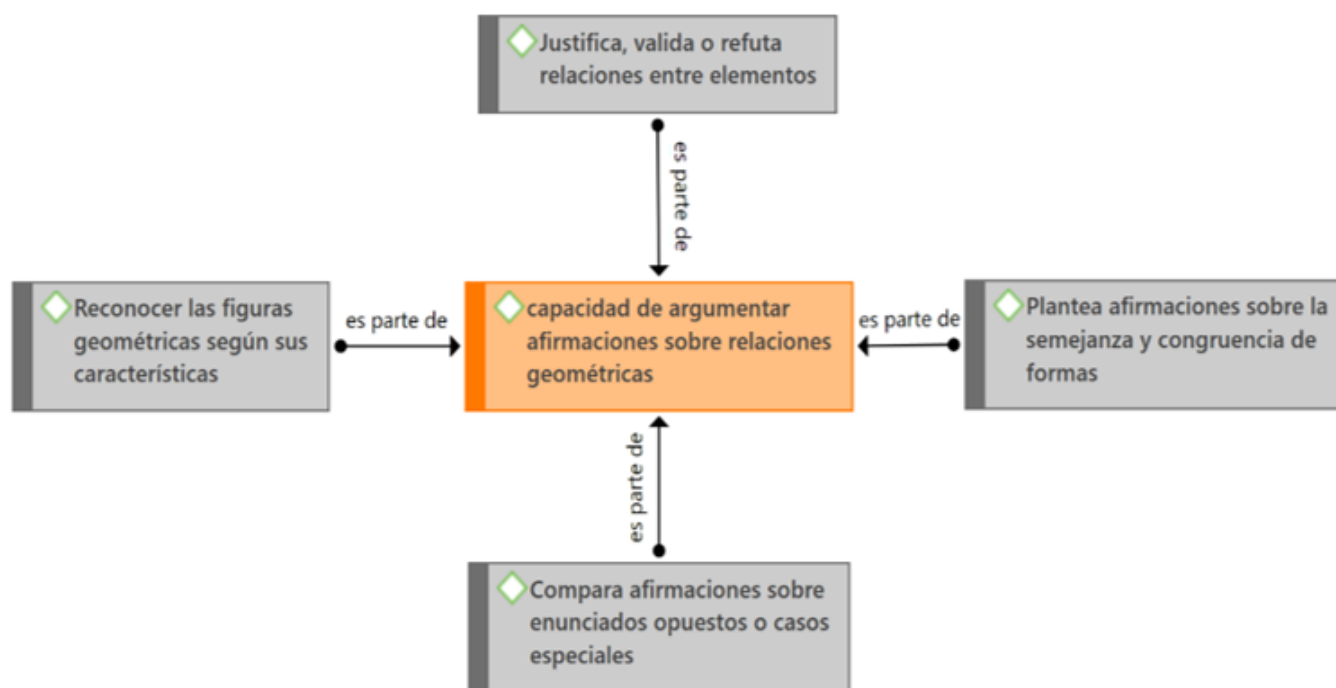 Justifica, valida o refuta
relaciones entre elementos
es parte de
Reconocer las figuras
geométricas según sus
características
es parte de
capacidad de argumentar
afirmaciones sobre relaciones
geométricas
es parte de
Plantea afirmaciones sobre la
semejanza y congruencia de
formas
es parte de
Compara afirmaciones sobre
enunciados opuestos o casos
especiales